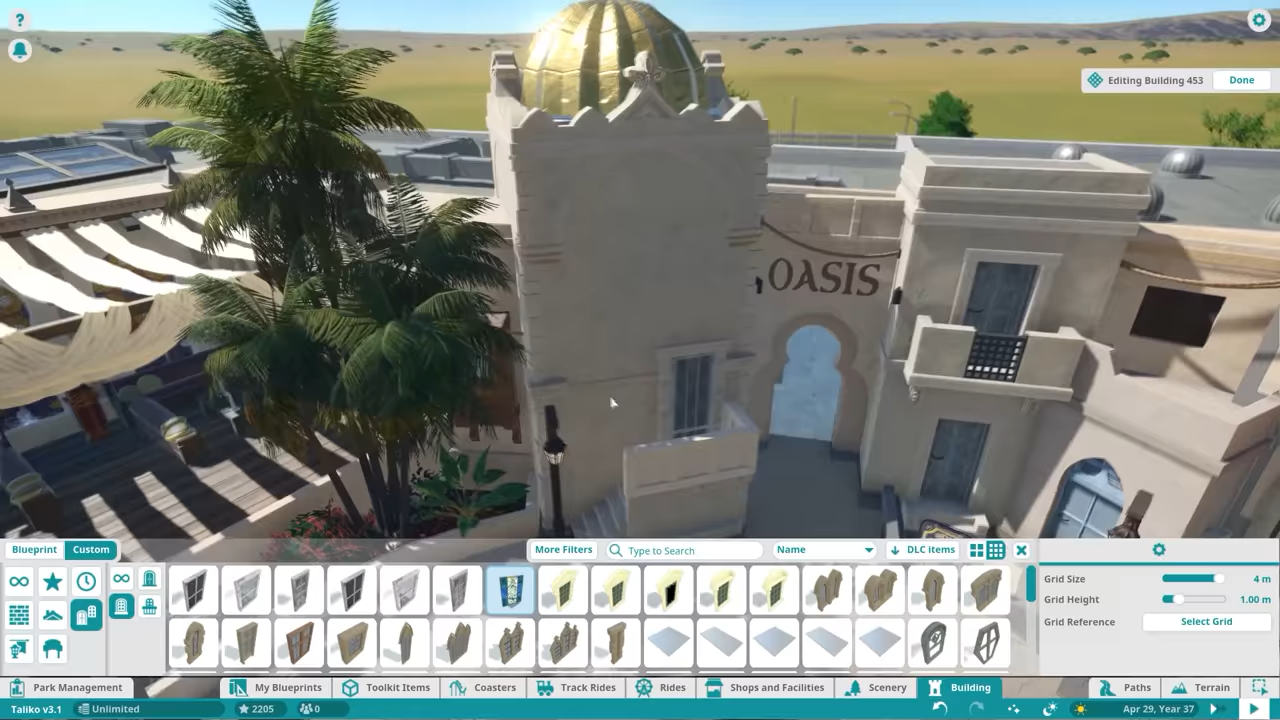 ?
Editing Building 453
Done
OASIS
Blueprint
Custom
More Filters
Type to Search
Name
DLC items
Grid Size
4 m
Grid Height
1.00 m
Grid Reference
Select Grid
Park Management
My Blueprints
Toolkit Items
Coasters
Track Rides
Rides
Shops and Facilities
Scenery
Building
Paths
Terrain
Taliko v3.1
Unlimited
2205
0
Apr 29, Year 37